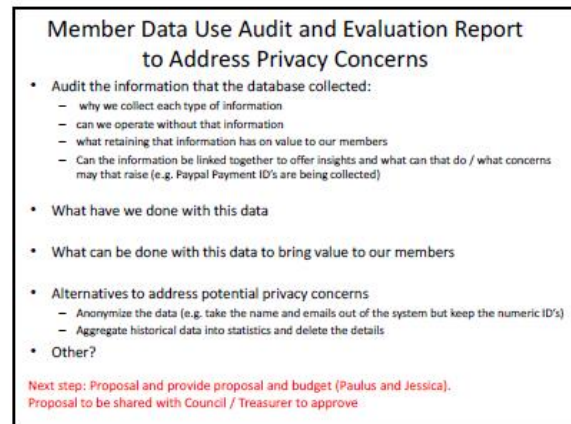 Member Data Use Audit and Evaluation Report
to Address Privacy Concerns
• Audit the information that the database collected:
– why we collect each type of information
– can we operate without that information
– what retaining that information has on value to our members
– Can the information be linked together to offer insights and what can that do / what concerns
may that raise (e.g. Paypal Payment ID's are being collected)
• What have we done with this data
• What can be done with this data to bring value to our members
• Alternatives to address potential privacy concerns
– Anonymize the data (e.g. take the name and emails out of the system but keep the numeric ID's)
– Aggregate historical data into statistics and delete the details
• Other?
Next step: Proposal and provide proposal and budget (Paulus and Jessica).
Proposal to be shared with Council / Treasurer to approve